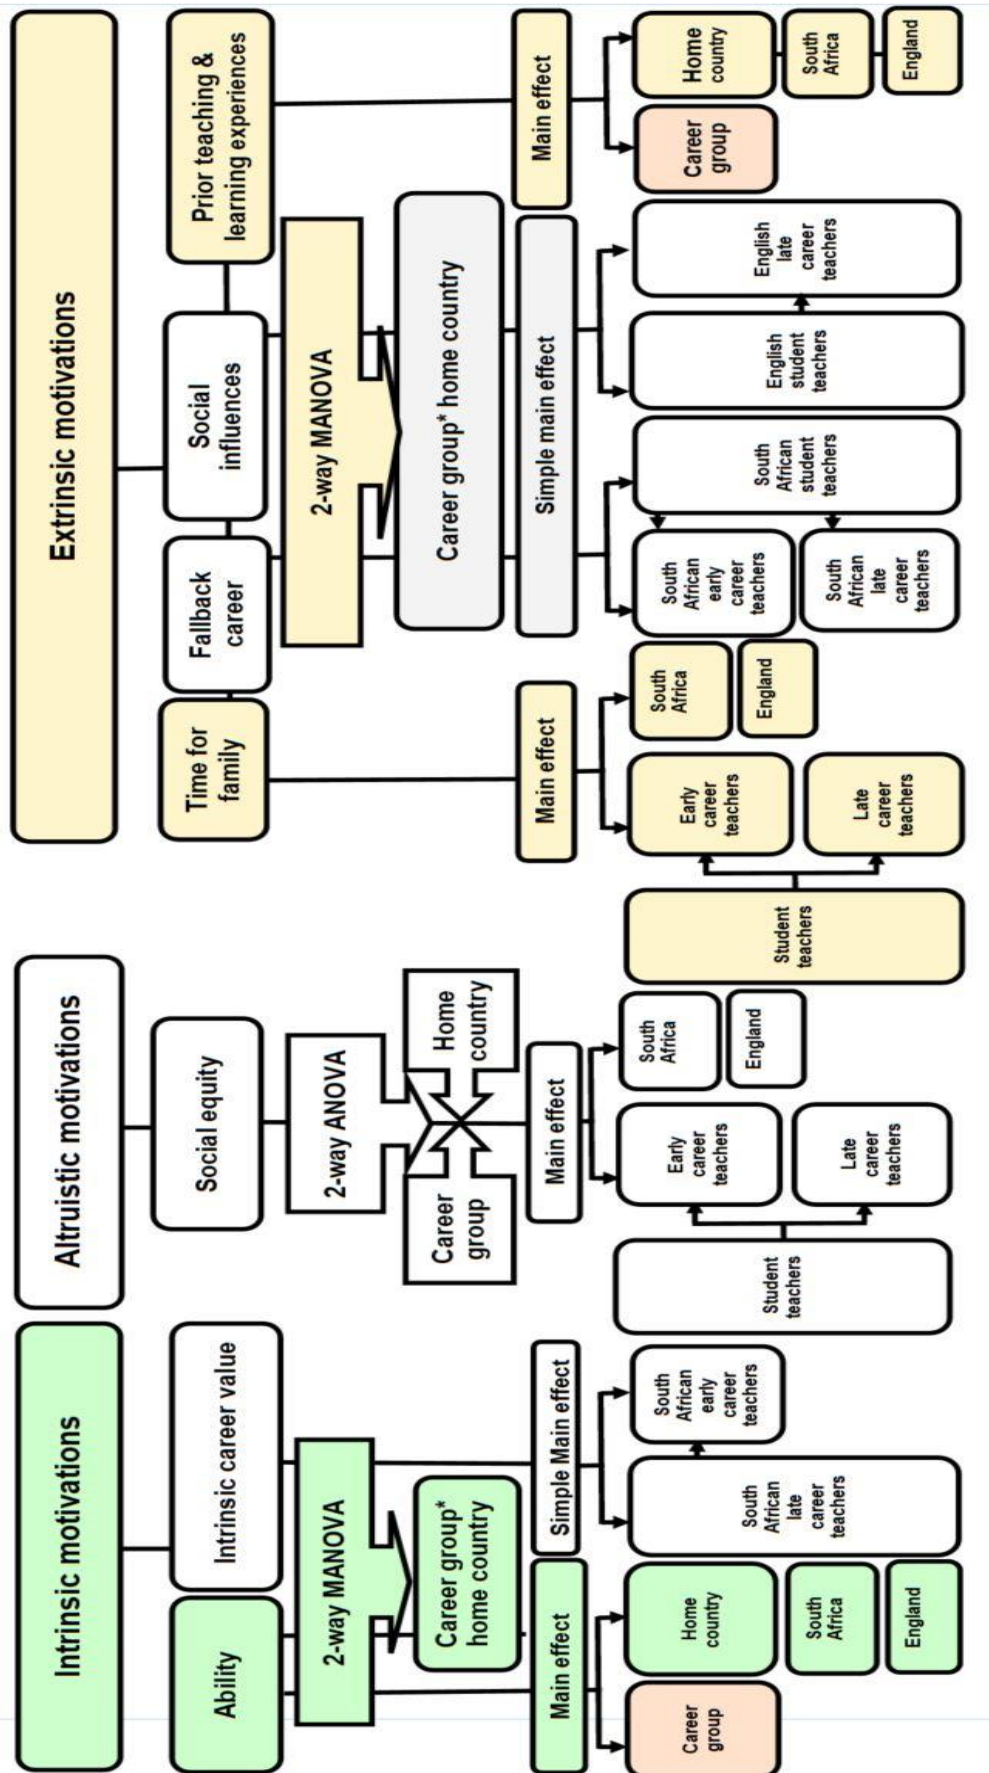 Intrinsic motivations
Ability
Intrinsic career value
2-way MANOVA
Career group*
home country
Main effect
Simple Main effect
Career
group
Home
country
South
Africa
England
South
African
late
career
teachers
South
African
early
career
teachers
Altruistic motivations
Social equity
2-way ANOVA
Career
group
Home
country
Main effect
Student
teachers
Early
career
teachers
Late
career
teachers
South
Africa
England
Extrinsic motivations
Time for
family
Fallback
career
Social
influences
Prior teaching &
learning experiences
2-way MANOVA
Career group* home country
Main effect
Simple main effect
Main effect
Student
teachers
Early
career
teachers
Late
career
teachers
South
Africa
England
South
African
early
career
teachers
South
African
late
career
teachers
South
African
student
teachers
English
student
teachers
English
late
career
teachers
Career
group
Home
country
South
Africa
England